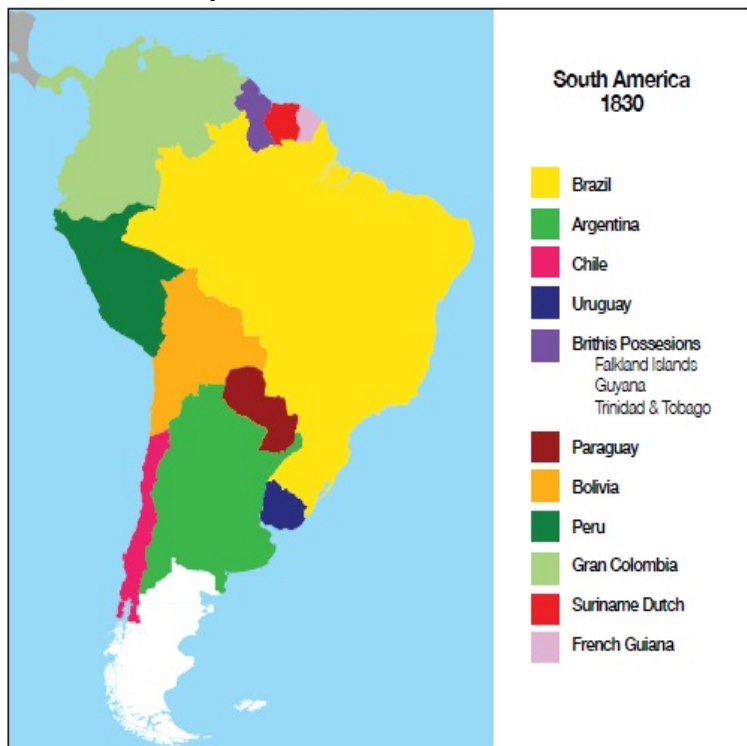 South America
1830
Brazil
Argentina
Chile
Uruguay
Brithis Possesions
Falkland Islands
Guyana
Trinidad & Tobago
Paraguay
Bolivia
Peru
Gran Colombia
Suriname Dutch
French Guiana